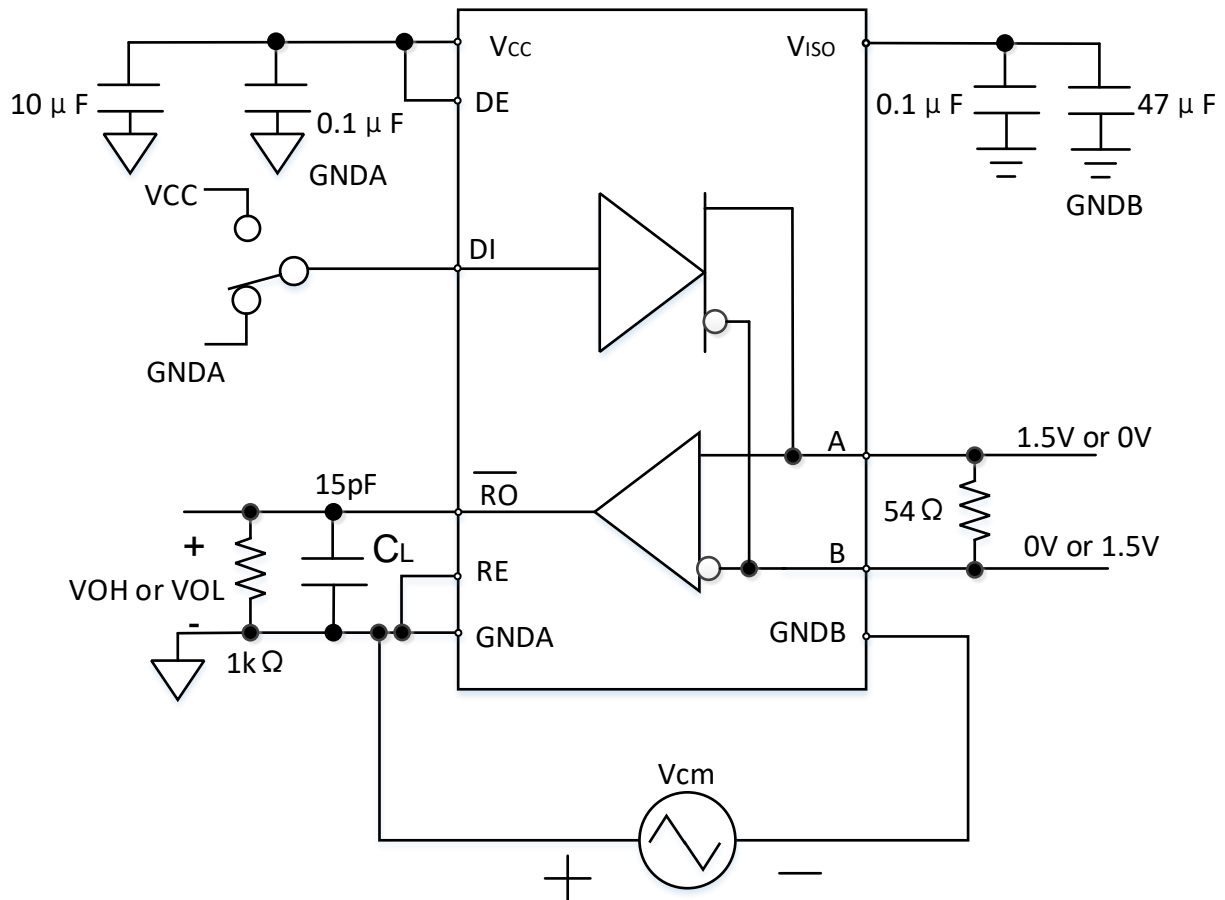 VCC
VISO
10 μ F
DE
0.1 μ F
0.1 μ F
47 μ F
GNDA
VCC
GNDB
DI
GNDA
A
1.5V or 0V
15pF
RO
54 Ω
+
CL
B
0V or 1.5V
VOH or VOL
RE
-
GNDA
GNDB
1k Ω
Vcm
+
−